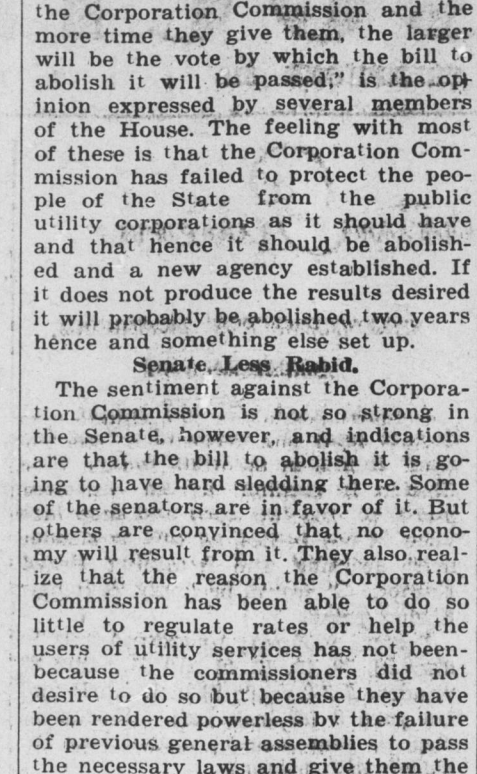 the Corporation Commission and the
more time they give them, the larger
will be the vote by which the bill to
abolish it will be passed," is the op-
inion expressed by several members
of the House. The feeling with most
of these is that the Corporation Com-
mission has failed to protect the peo-
ple of the State from the public
utility corporations as it should have
and that hence it should be abolish-
ed and a new agency established. If
it does not produce the results desired
it will probably be abolished two years
hence and something else set up.
Senate Less Rabid.
The sentiment against the Corpora-
tion Commission is not so strong in
the Senate, however, and indications
are that the bill to abolish it is go-
ing to have hard sledding there. Some
of the senators are in favor of it. But
others are convinced that no econo-
my will result from it. They also real-
ize that the reason the Corporation
Commission has been able to do so
little to regulate rates or help the
users of utility services has not been-
because the commissioners did not
desire to do so but because they have
been rendered powerless by the failure
of previous general assemblies to pass
the necessary laws and give them the